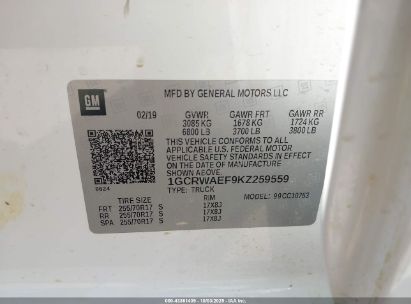 GM
MFD BY GENERAL MOTORS LLC
02/19 GVWR GAWR FRT GAWR RR
3085 KG 1678 KG 1724 KG
6800 LB 3700 LB 3800 LB
THIS VEHICLE CONFORMS TO ALL
APPLICABLE U.S. FEDERAL MOTOR
VEHICLE SAFETY STANDARDS IN
EFFECT ON THE DATE OF MANUFACTURE
SHOWN ABOVE.
1GCRWAEF9KZ259559
TYPE: TRUCK MODEL:
TIRE SIZE RIM
FRT 255/70R17 S 17X8J
RR 255/70R17 S 17X8J
SPA 255/70R17 S 17X8J